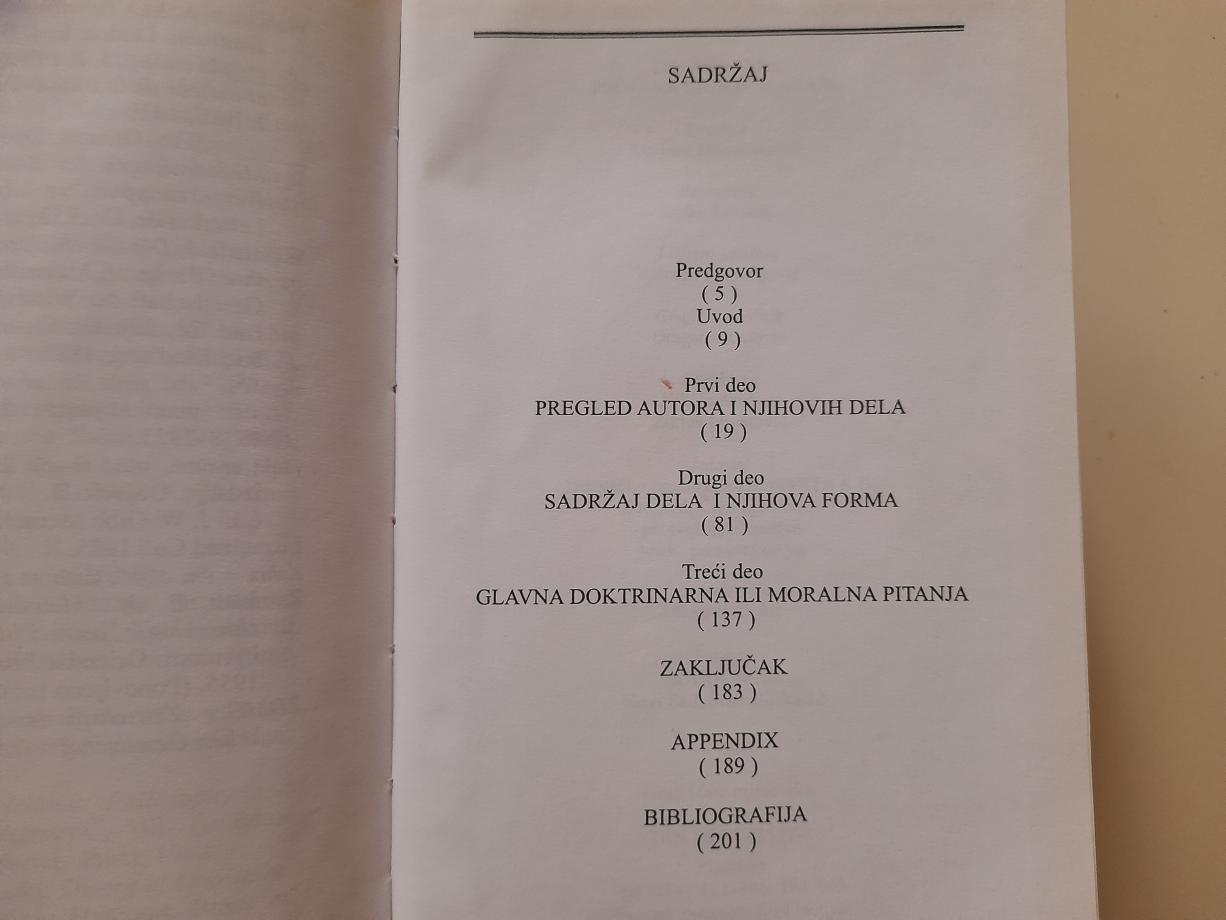 SADRŽAJ
Predgovor
( 5 )
Uvod
( 9 )
Prvi deo
PREGLED AUTORA I NJIHOVIH DELA
( 19 )
Drugi deo
SADRŽAJ DELA I NJIHOVA FORMA
( 81 )
Treći deo
GLAVNA DOKTRINARNA ILI MORALNA PITANJA
( 137 )
ZAKLJUČAK
( 183 )
APPENDIX
( 189 )
BIBLIOGRAFIJA
( 201 )